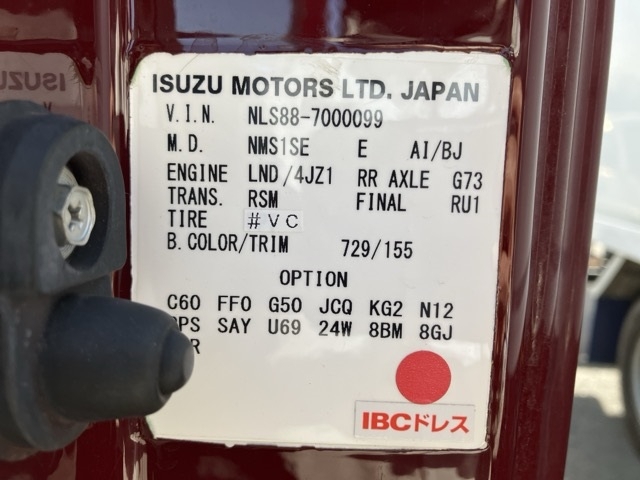 ISUZU MOTORS LTD. JAPAN
V.I.N. NLS88-7000099
M.D. NMS1SE E AI/BJ
ENGINE LND/4JZ1 RR AXLE G73
TRANS. RSM FINAL RU1
TIRE #VC
B.COLOR/TRIM 729/155
OPTION
C60 FF0 G50 JCQ KG2 N12
PS SAY U69 24W 8BM 8GJ
R
IBCドレス
ISUZU